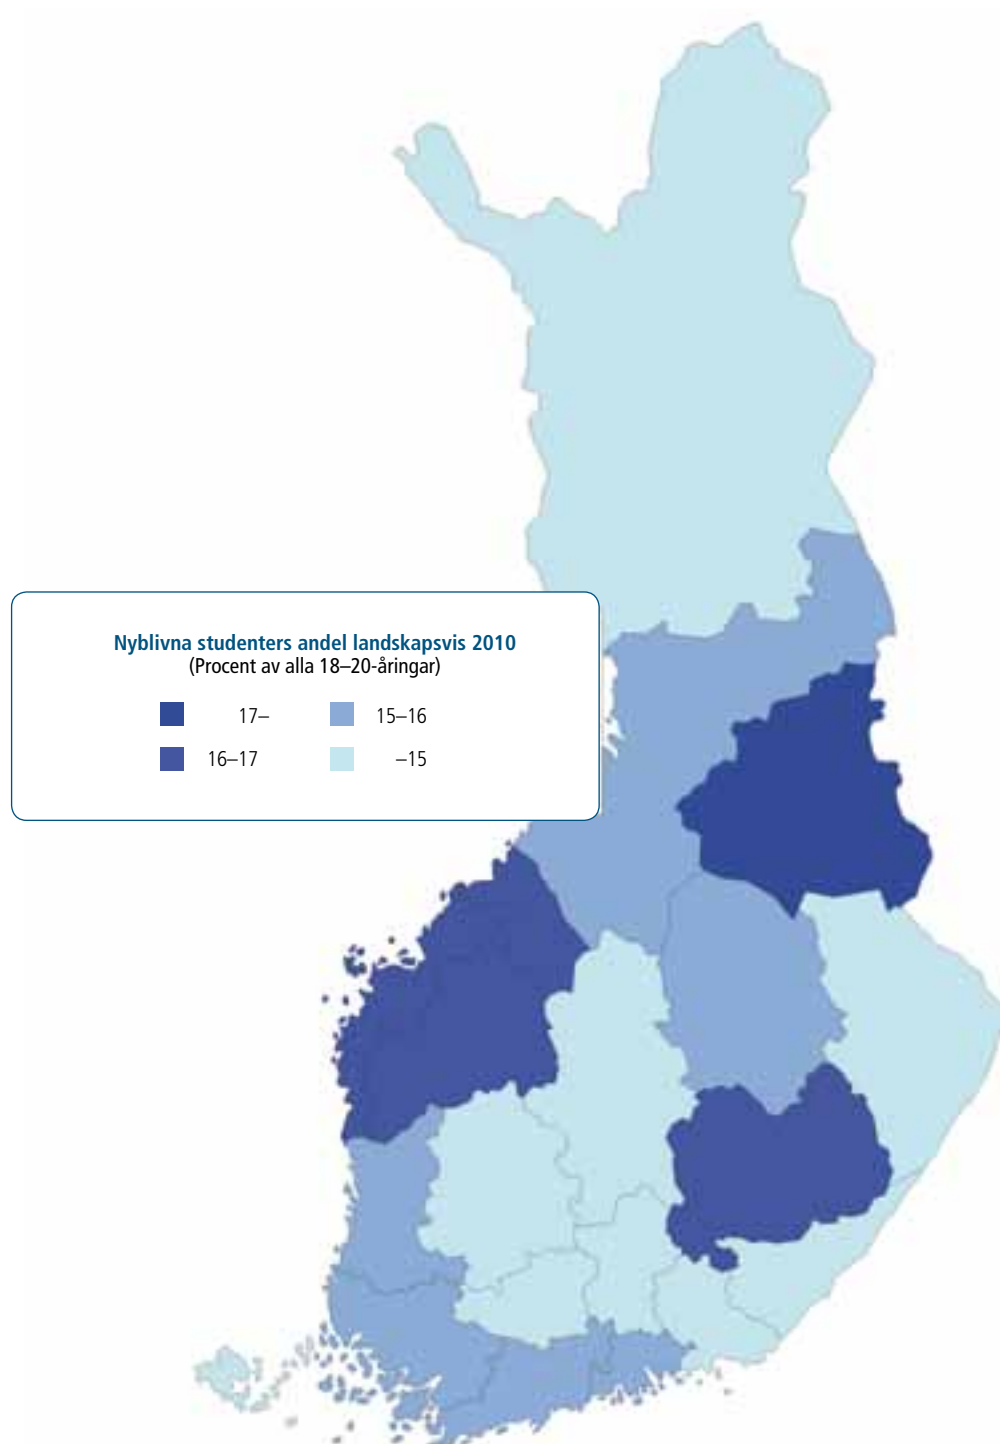 Nyblivna studenters andel landskapsvis 2010
(Procent av alla 18–20-åringar)
17– 15–16
16–17 –15